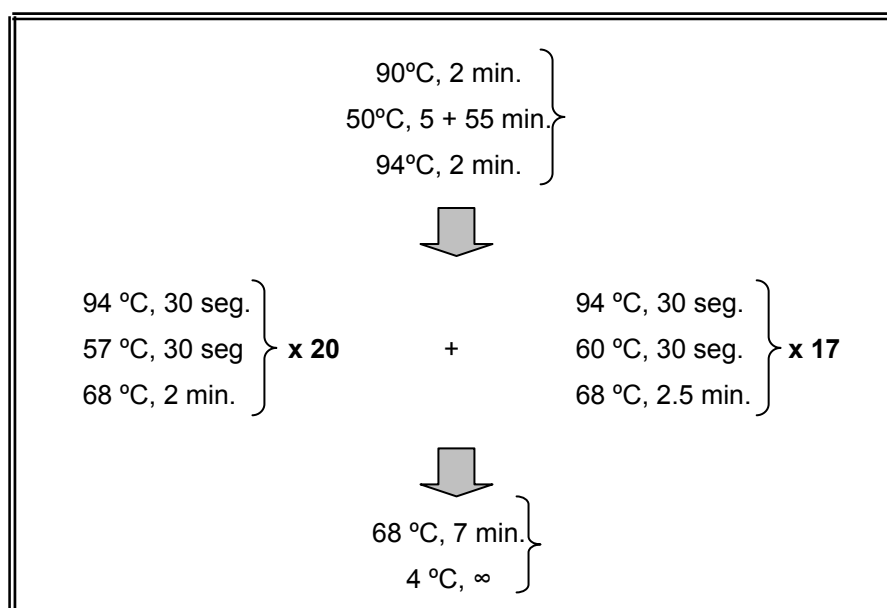 90ºC, 2 min.
50ºC, 5 + 55 min.
94ºC, 2 min.
94 ºC, 30 seg.
57 ºC, 30 seg
68 ºC, 2 min.
x 20
+
94 ºC, 30 seg.
60 ºC, 30 seg.
68 ºC, 2.5 min.
x 17
68 ºC, 7 min.
4 ºC, ∞